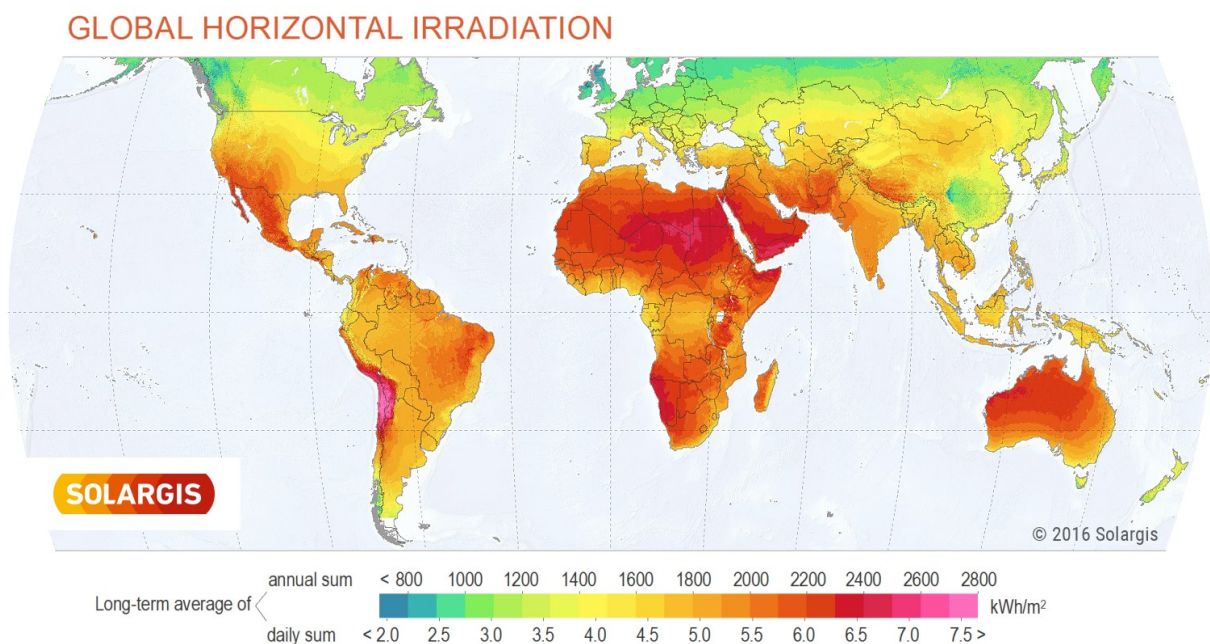 GLOBAL HORIZONTAL IRRADIATION
SOLARGIS
© 2016 Solargis
annual sum < 800 1000 1200 1400 1600 1800 2000 2200 2400 2600 2800
Long-term average of kWh/m²
daily sum < 2.0 2.5 3.0 3.5 4.0 4.5 5.0 5.5 6.0 6.5 7.0 7.5 >